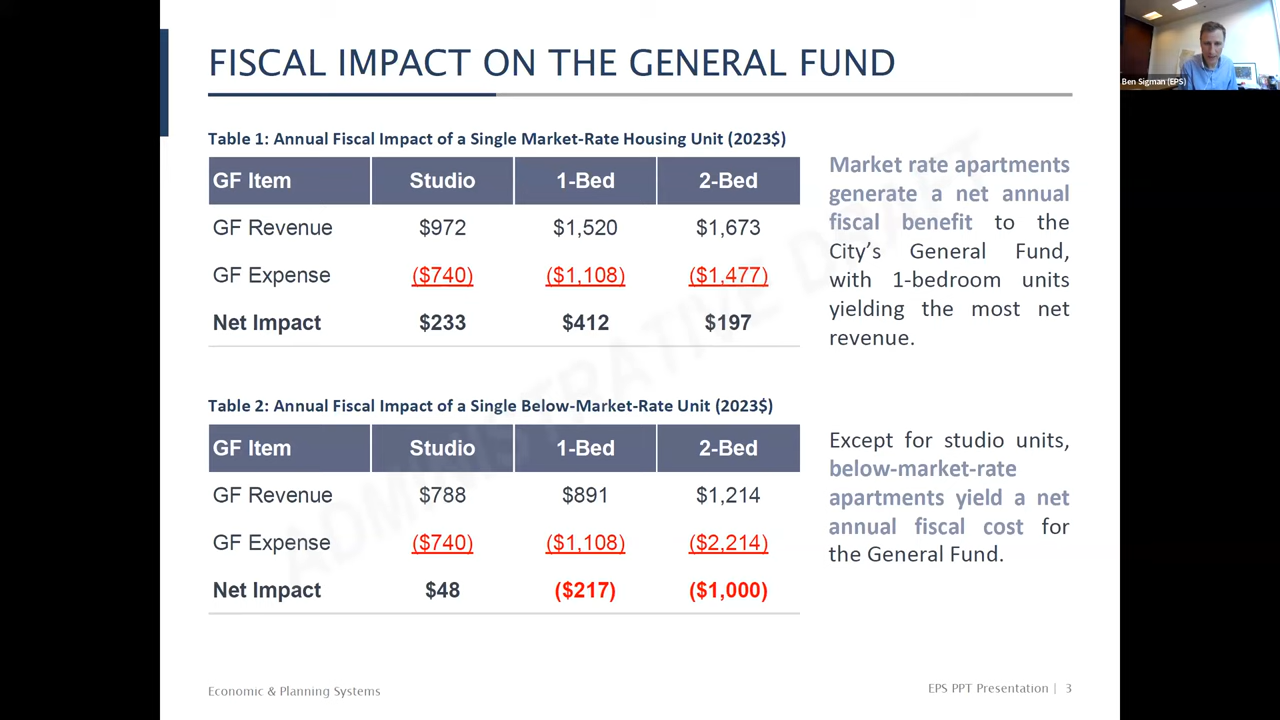 FISCAL IMPACT ON THE GENERAL FUND
Ben Sigman (EPS)
Table 1: Annual Fiscal Impact of a Single Market-Rate Housing Unit (2023$)
GF Item Studio 1-Bed 2-Bed
GF Revenue $972 $1,520 $1,673
GF Expense ($740) ($1,108) ($1,477)
Net Impact $233 $412 $197
Market rate apartments
generate a net annual
fiscal benefit to the
City's General Fund,
with 1-bedroom units
yielding the most net
revenue.
Table 2: Annual Fiscal Impact of a Single Below-Market-Rate Unit (2023$)
GF Item Studio 1-Bed 2-Bed
GF Revenue $788 $891 $1,214
GF Expense ($740) ($1,108) ($2,214)
Net Impact $48 ($217) ($1,000)
Except for studio units,
below-market-rate
apartments yield a net
annual fiscal cost for
the General Fund.
ADMINISTRATIVE DRAFT
Economic & Planning Systems
EPS PPT Presentation | 3